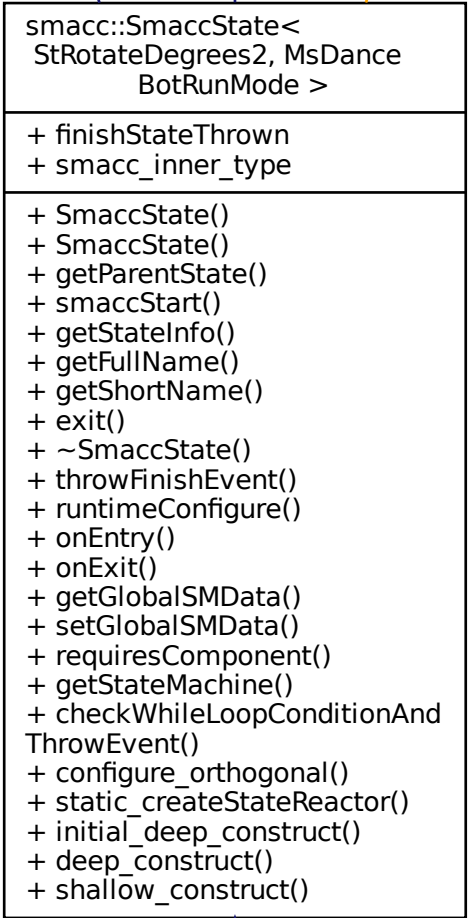 smacc::SmaccState<
StRotateDegrees2, MsDance
BotRunMode >
+ finishStateThrown
+ smacc_inner_type
+ SmaccState()
+ SmaccState()
+ getParentState()
+ smaccStart()
+ getStateInfo()
+ getFullName()
+ getShortName()
+ exit()
+ ~SmaccState()
+ throwFinishEvent()
+ runtimeConfigure()
+ onEntry()
+ onExit()
+ getGlobalSMData()
+ setGlobalSMData()
+ requiresComponent()
+ getStateMachine()
+ checkWhileLoopConditionAnd
ThrowEvent()
+ configure_orthogonal()
+ static_createStateReactor()
+ initial_deep_construct()
+ deep_construct()
+ shallow_construct()